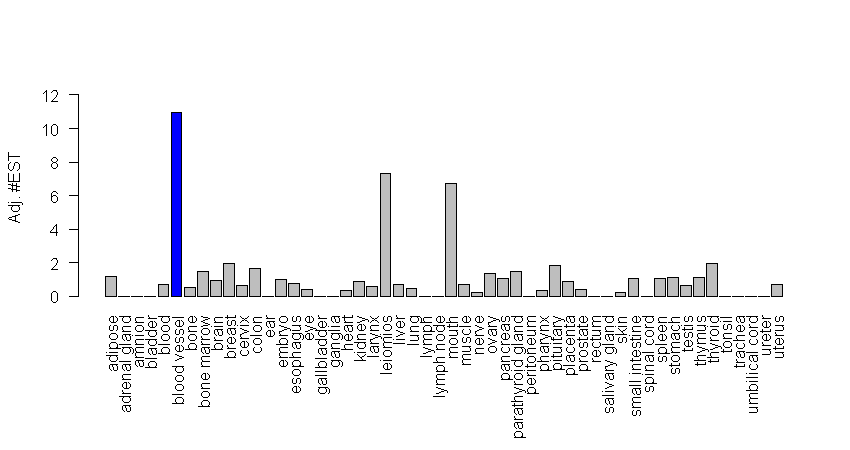 12
10
8
6
4
2
0
Adj. #EST
adipose
adrenal gland
amnion
bladder
blood
blood vessel
bone
bone marrow
brain
breast
cervix
colon
ear
embryo
esophagus
eye
gallbladder
ganglia
heart
kidney
larynx
leiomios
liver
lung
lymph
lymph node
mouth
muscle
nerve
ovary
pancreas
parathyroid gland
peritoneum
pharynx
pituitary
placenta
prostate
rectum
salivary gland
skin
small intestine
spinal cord
spleen
stomach
testis
thymus
thyroid
tonsil
trachea
umbilical cord
ureter
uterus